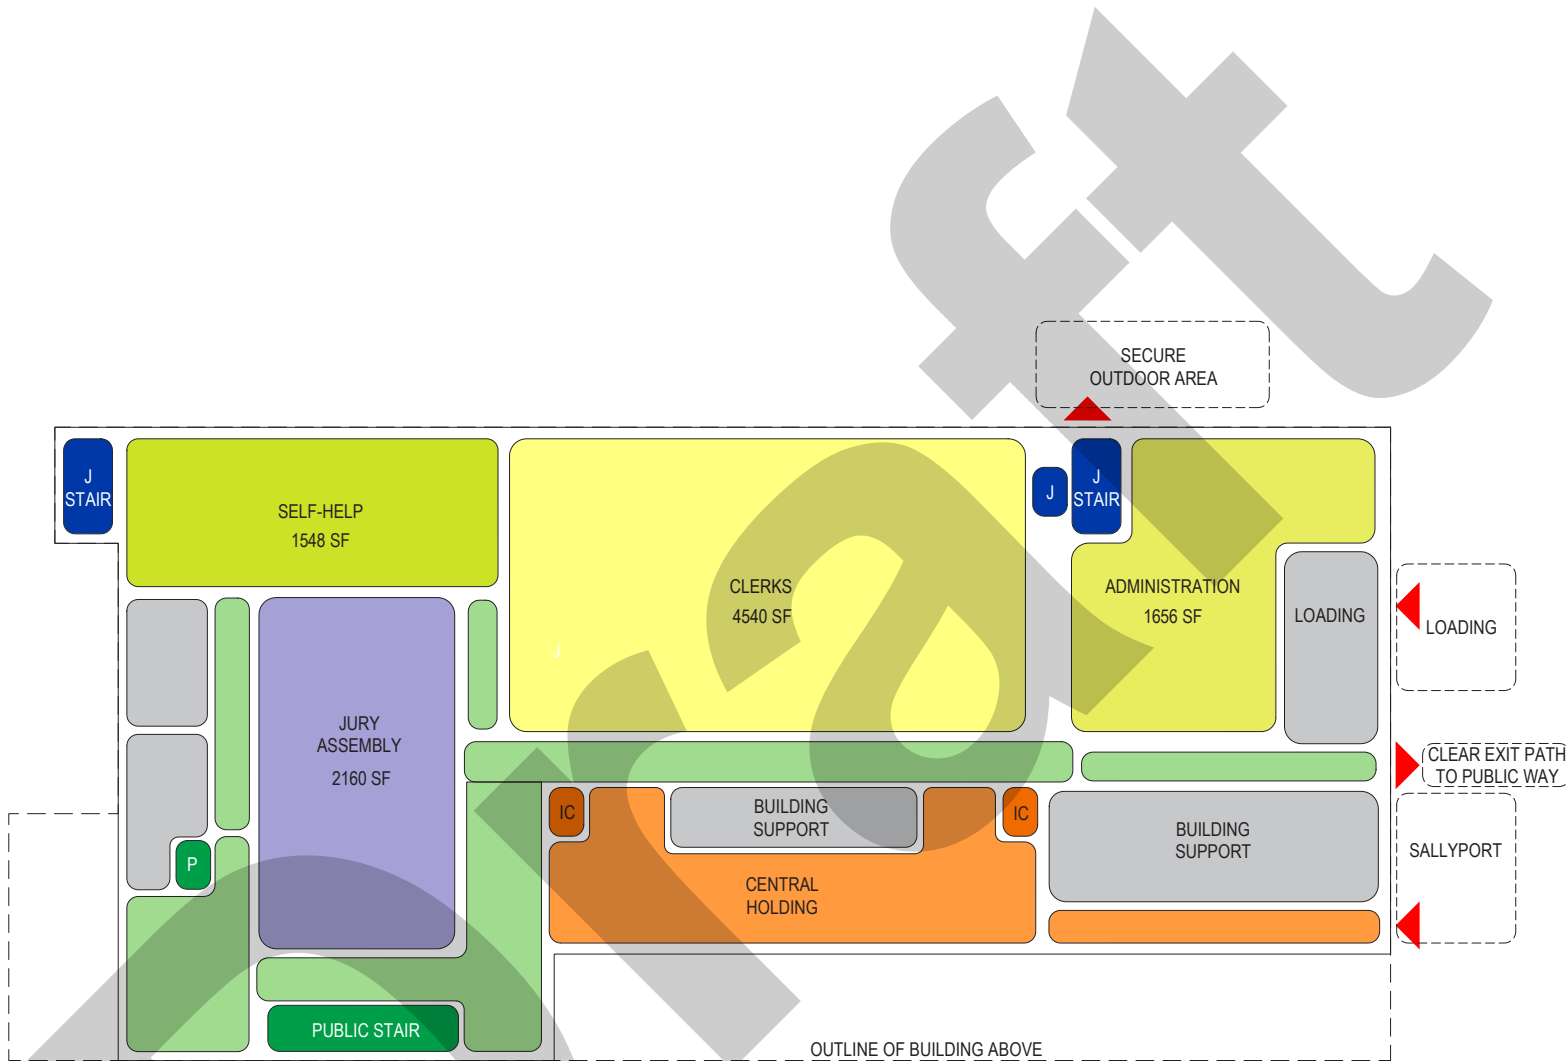 SECURE
OUTDOOR AREA
J
STAIR
SELF-HELP
1548 SF
CLERKS
4540 SF
J
J
J
STAIR
ADMINISTRATION
1656 SF
LOADING
LOADING
JURY
ASSEMBLY
2160 SF
CLEAR EXIT PATH
TO PUBLIC WAY
IC
BUILDING
SUPPORT
IC
BUILDING
SUPPORT
SALLYPORT
P
CENTRAL
HOLDING
PUBLIC STAIR
OUTLINE OF BUILDING ABOVE
Draft